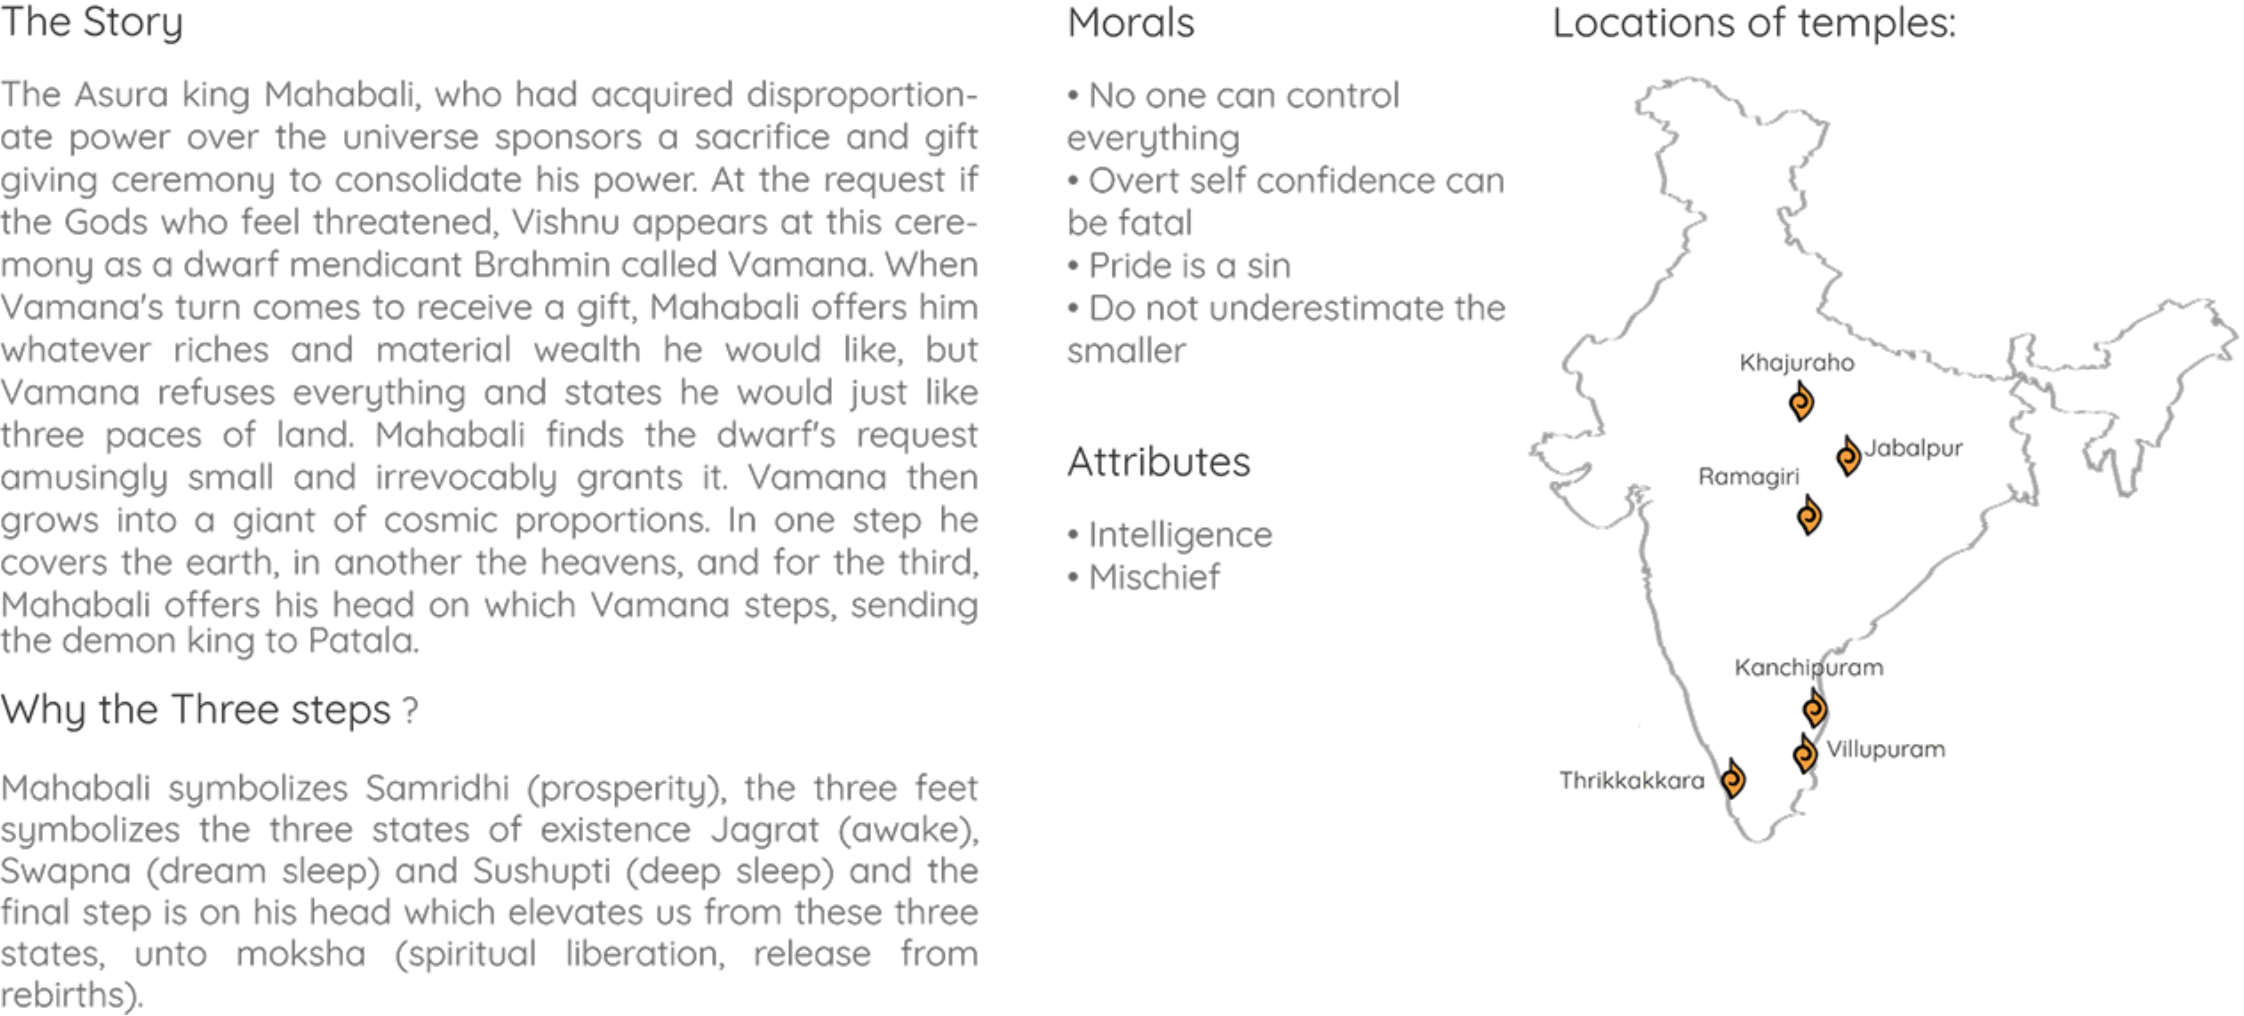 The Story
The Asura king Mahabali, who had acquired disproportion-
ate power over the universe sponsors a sacrifice and gift
giving ceremony to consolidate his power. At the request if
the Gods who feel threatened, Vishnu appears at this cere-
mony as a dwarf mendicant Brahmin called Vamana. When
Vamana's turn comes to receive a gift, Mahabali offers him
whatever riches and material wealth he would like, but
Vamana refuses everything and states he would just like
three paces of land. Mahabali finds the dwarf's request
amusingly small and irrevocably grants it. Vamana then
grows into a giant of cosmic proportions. In one step he
covers the earth, in another the heavens, and for the third,
Mahabali offers his head on which Vamana steps, sending
the demon king to Patala.
Why the Three steps ?
Mahabali symbolizes Samridhi (prosperity), the three feet
symbolizes the three states of existence Jagrat (awake),
Swapna (dream sleep) and Sushupti (deep sleep) and the
final step is on his head which elevates us from these three
states, unto moksha (spiritual liberation, release from
rebirths).
Morals
• No one can control
everything
• Overt self confidence can
be fatal
• Pride is a sin
• Do not underestimate the
smaller
Attributes
• Intelligence
• Mischief
Locations of temples:
Khajuraho
Jabalpur
Ramagiri
Kanchipuram
Villupuram
Thrikkakkara